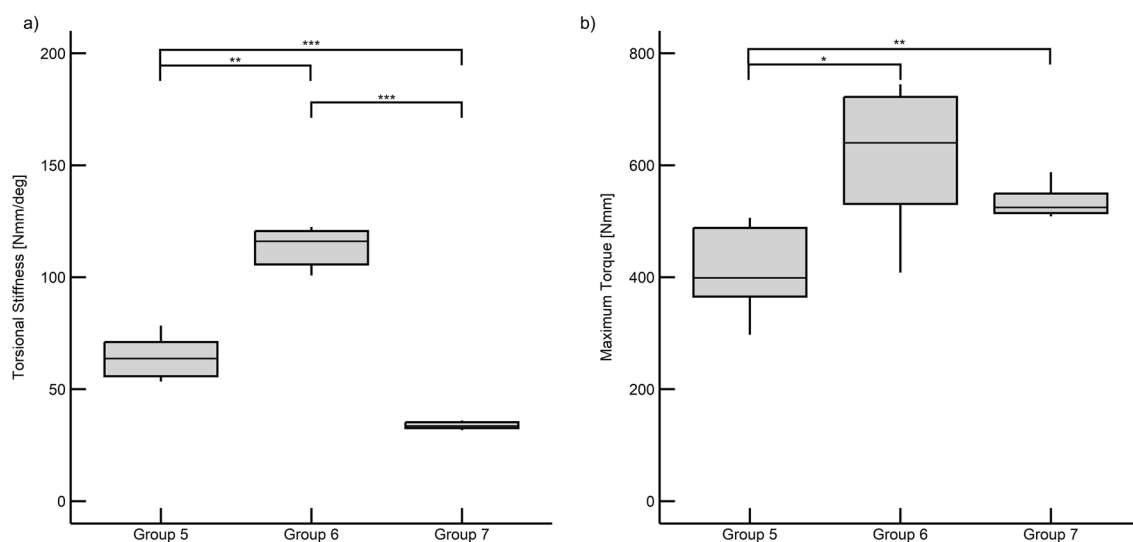 a)
Torsional Stiffness [Nmm/deg]
200
150
100
50
0
***
**
***
Group 5 Group 6 Group 7
b)
Maximum Torque [Nmm]
800
600
400
200
0
**
*
Group 5 Group 6 Group 7